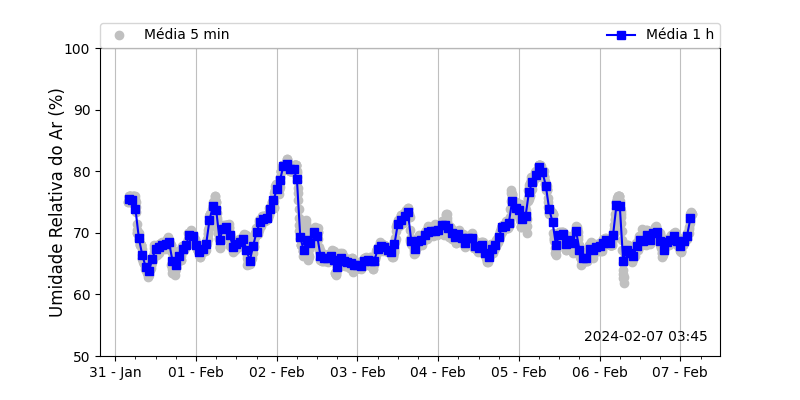 Média 5 min
Média 1 h
Umidade Relativa do Ar (%)
100
90
80
70
60
50
2024-02-07 03:45
31 - Jan
01 - Feb
02 - Feb
03 - Feb
04 - Feb
05 - Feb
06 - Feb
07 - Feb